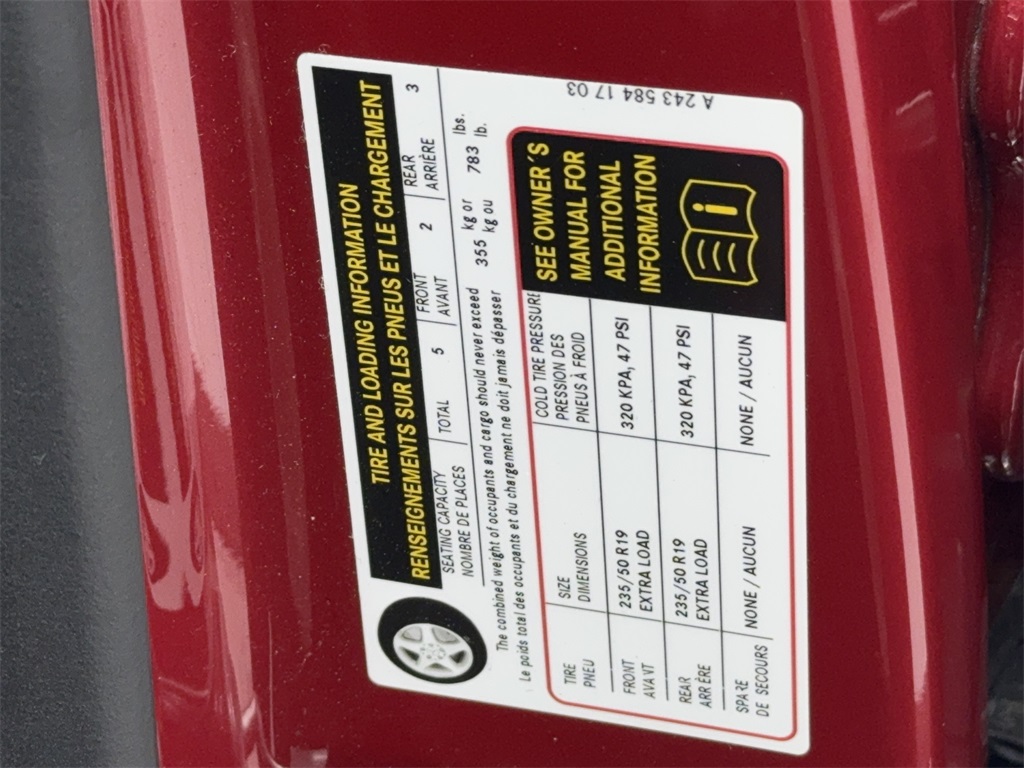 TIRE AND LOADING INFORMATION
RENSEIGNEMENTS SUR LES PNEUS ET LE CHARGEMENT
SEATING CAPACITY TOTAL 5 FRONT 2 REAR 3
NOMBRE DE PLACES AVANT ARRIÈRE
The combined weight of occupants and cargo should never exceed 355 kg or 783 lbs.
Le poids total des occupants et du chargement ne doit jamais dépasser kg ou lb.
TIRE SIZE COLD TIRE PRESSURE
PNEU DIMENSIONS PRESSION DES
PNEUS À FROID
FRONT 235/50 R19 320 KPA, 47 PSI
AVAVT EXTRA LOAD
REAR 235/50 R19 320 KPA, 47 PSI
ARR ÈRE EXTRA LOAD
SPARE NONE / AUCUN NONE / AUCUN
DE SECOURS
SEE OWNER´S
MANUAL FOR
ADDITIONAL
INFORMATION
i
A 243 584 17 03